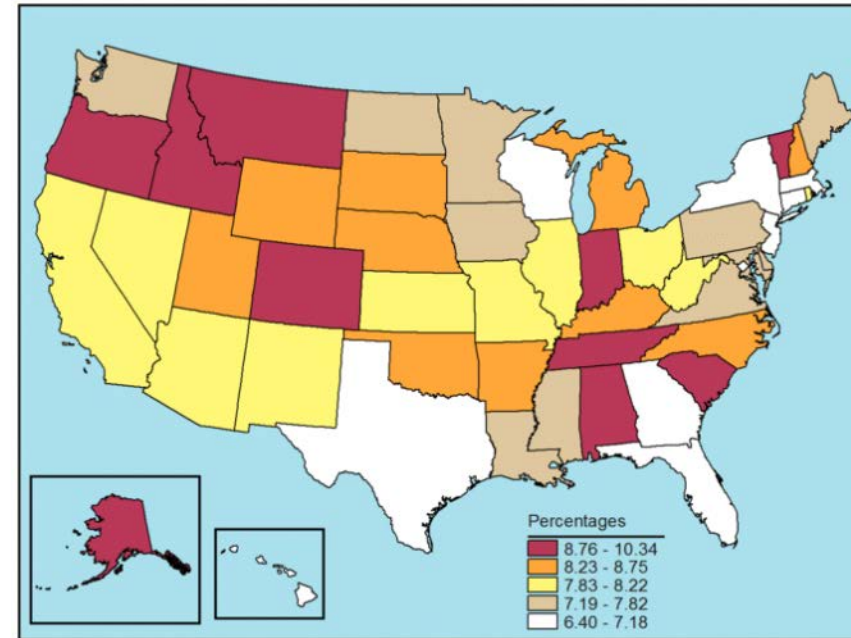 Percentages
8.76 - 10.34
8.23 - 8.75
7.83 - 8.22
7.19 - 7.82
6.40 - 7.18